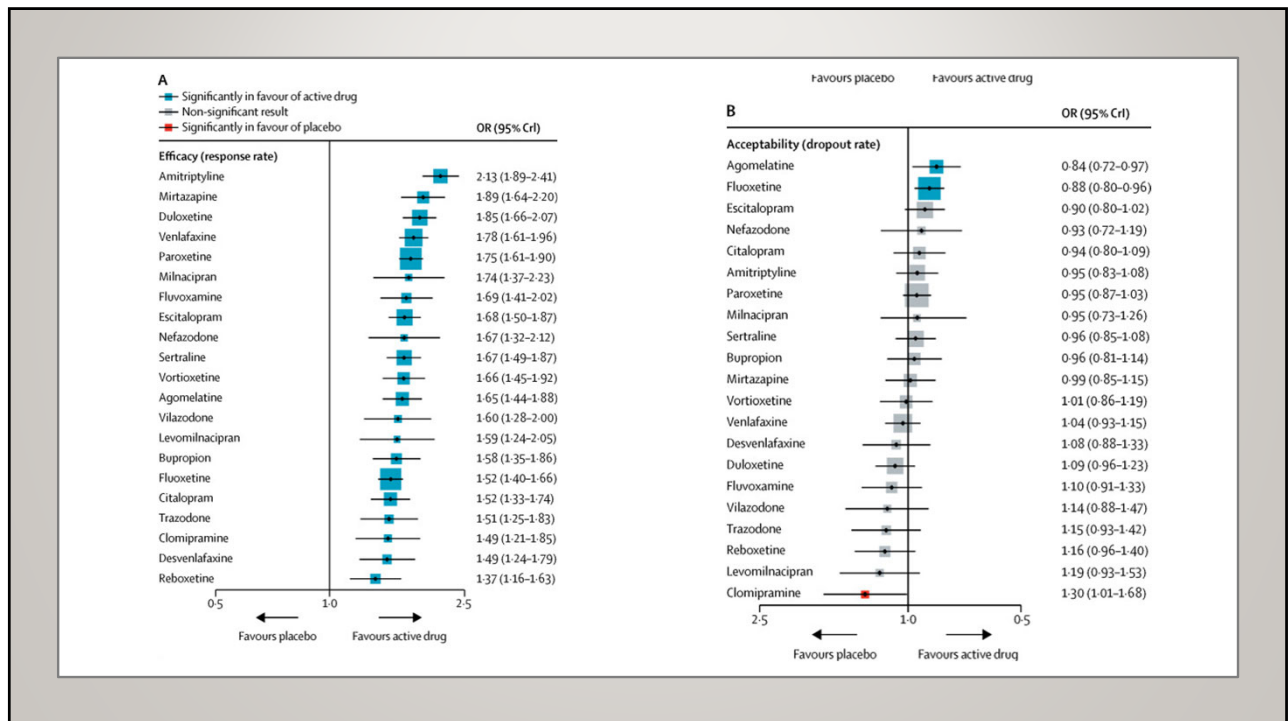 A
Significantly in favour of active drug
Non-significant result
Significantly in favour of placebo
OR (95% CrI)
Efficacy (response rate)
Amitriptyline 2·13 (1·89–2·41)
Mirtazapine 1·89 (1·64–2·20)
Duloxetine 1·85 (1·66–2·07)
Venlafaxine 1·78 (1·61–1·96)
Paroxetine 1·75 (1·61–1·90)
Milnacipran 1·74 (1·37–2·23)
Fluvoxamine 1·69 (1·41–2·02)
Escitalopram 1·68 (1·50–1·87)
Nefazodone 1·67 (1·32–2·12)
Sertraline 1·67 (1·49–1·87)
Vortioxetine 1·66 (1·45–1·92)
Agomelatine 1·65 (1·44–1·88)
Vilazodone 1·60 (1·28–2·00)
Levomilnacipran 1·59 (1·24–2·05)
Bupropion 1·58 (1·35–1·86)
Fluoxetine 1·52 (1·40–1·66)
Citalopram 1·52 (1·33–1·74)
Trazodone 1·51 (1·25–1·83)
Clomipramine 1·49 (1·21–1·85)
Desvenlafaxine 1·49 (1·24–1·79)
Reboxetine 1·37 (1·16–1·63)
0·5 1·0 2·5
Favours placebo Favours active drug
Favours placebo Favours active drug
B
OR (95% CrI)
Acceptability (dropout rate)
Agomelatine 0·84 (0·72–0·97)
Fluoxetine 0·88 (0·80–0·96)
Escitalopram 0·90 (0·80–1·02)
Nefazodone 0·93 (0·72–1·19)
Citalopram 0·94 (0·80–1·09)
Amitriptyline 0·95 (0·83–1·08)
Paroxetine 0·95 (0·87–1·03)
Milnacipran 0·95 (0·73–1·26)
Sertraline 0·96 (0·85–1·08)
Bupropion 0·96 (0·81–1·14)
Mirtazapine 0·99 (0·85–1·15)
Vortioxetine 1·01 (0·86–1·19)
Venlafaxine 1·04 (0·93–1·15)
Desvenlafaxine 1·08 (0·88–1·33)
Duloxetine 1·09 (0·96–1·23)
Fluvoxamine 1·10 (0·91–1·33)
Vilazodone 1·14 (0·88–1·47)
Trazodone 1·15 (0·93–1·42)
Reboxetine 1·16 (0·96–1·40)
Levomilnacipran 1·19 (0·93–1·53)
Clomipramine 1·30 (1·01–1·68)
2·5 1·0 0·5
Favours placebo Favours active drug